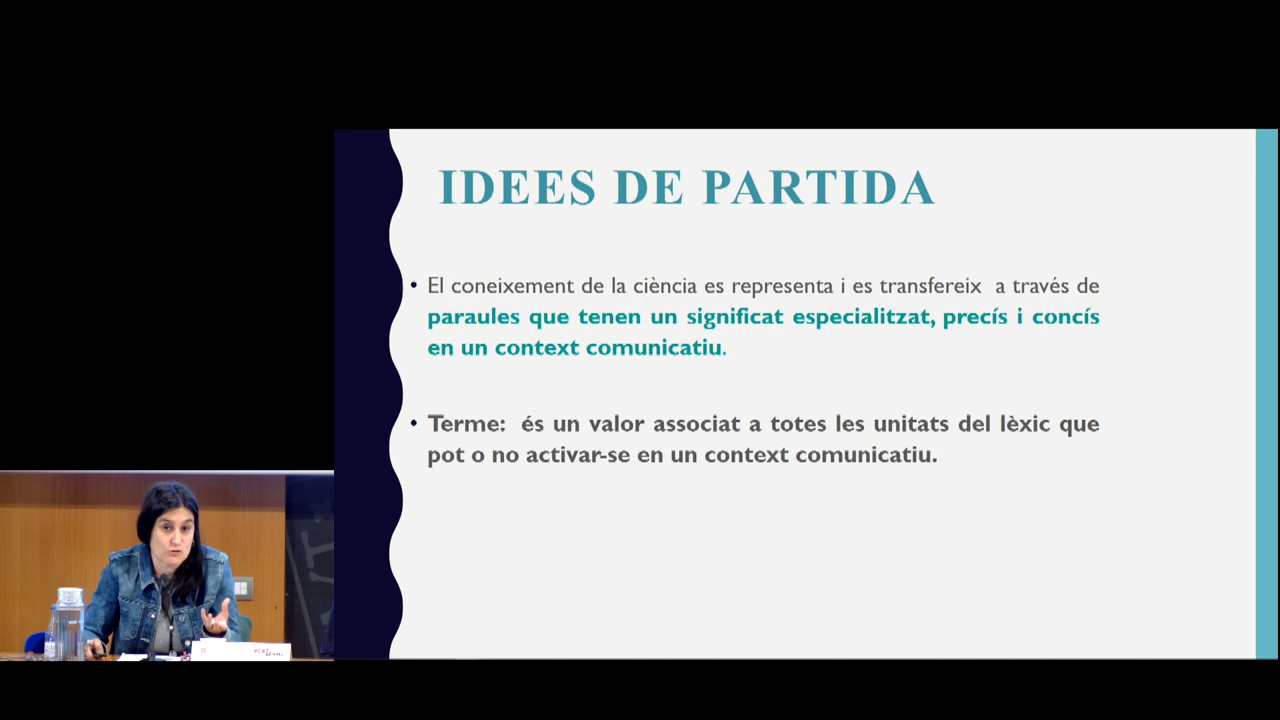 IDEES DE PARTIDA
• El coneixement de la ciència es representa i es transfereix a través de
paraules que tenen un significat especialitzat, precís i concís
en un context comunicatiu.
• Terme: és un valor associat a totes les unitats del lèxic que
pot o no activar-se en un context comunicatiu.